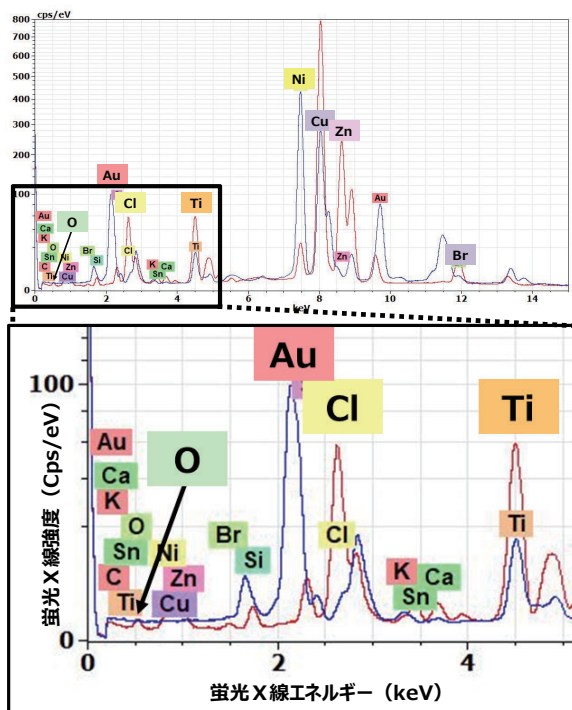 cps/eV
800
700
600
500
400
300
200
100
0
Ni
Cu
Zn
Au
Cl
Ti
Au
Au
Ca
K
O
O
Sn
Ni
C
Ti
Zn
Cu
Br
Si
Cl
K
Sn
Ca
Ti
Zn
Br
0 2 4 6 8 10 12 14
keV
Au
Cl
Ti
100
Au
Ca
K
O
O
Sn
Ni
C
Ti
Zn
Cu
Br
Si
Cl
K
Sn
Ca
Ti
0
0 2 4
蛍光X線強度（Cps/eV）
蛍光X線エネルギー（keV）